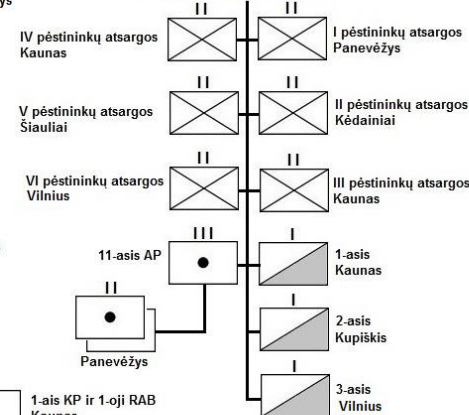 ys
II
II
IV pėstininkų atsargos
Kaunas
I pėstininkų atsargos
Panevėžys
II
II
V pėstininkų atsargos
Šiauliai
II pėstininkų atsargos
Kėdainiai
II
II
VI pėstininkų atsargos
Vilnius
III pėstininkų atsargos
Kaunas
III
11-asis AP
I
1-asis
Kaunas
II
Panevėžys
I
2-asis
Kupiškis
I
3-asis
Vilnius
1-ais KP ir 1-oji RAB
Kaunas